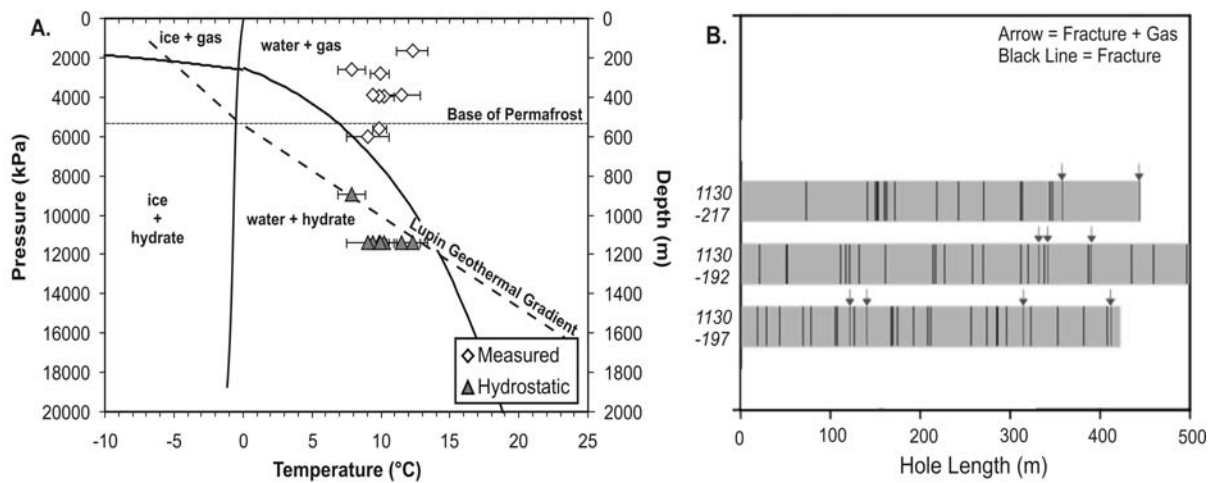 A.
ice + gas
water + gas
Base of Permafrost
ice
+
hydrate
water + hydrate
Lupin Geothermal Gradient
Measured
Hydrostatic
Pressure (kPa)
0
2000
4000
6000
8000
10000
12000
14000
16000
18000
20000
Depth (m)
0
200
400
600
800
1000
1200
1400
1600
1800
2000
-10 -5 0 5 10 15 20 25
Temperature (°C)
B.
Arrow = Fracture + Gas
Black Line = Fracture
1130
-217
1130
-192
1130
-197
0 100 200 300 400 500
Hole Length (m)